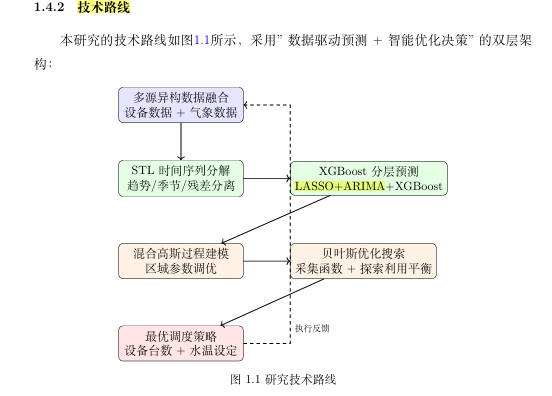 1.4.2 技术路线
本研究的技术路线如图1.1所示，采用” 数据驱动预测 + 智能优化决策” 的双层架
构：
多源异构数据融合
设备数据 + 气象数据
STL 时间序列分解
趋势/季节/残差分离
XGBoost 分层预测
LASSO+ARIMA+XGBoost
混合高斯过程建模
区域参数调优
贝叶斯优化搜索
采集函数 + 探索利用平衡
执行反馈
最优调度策略
设备台数 + 水温设定
图 1.1 研究技术路线